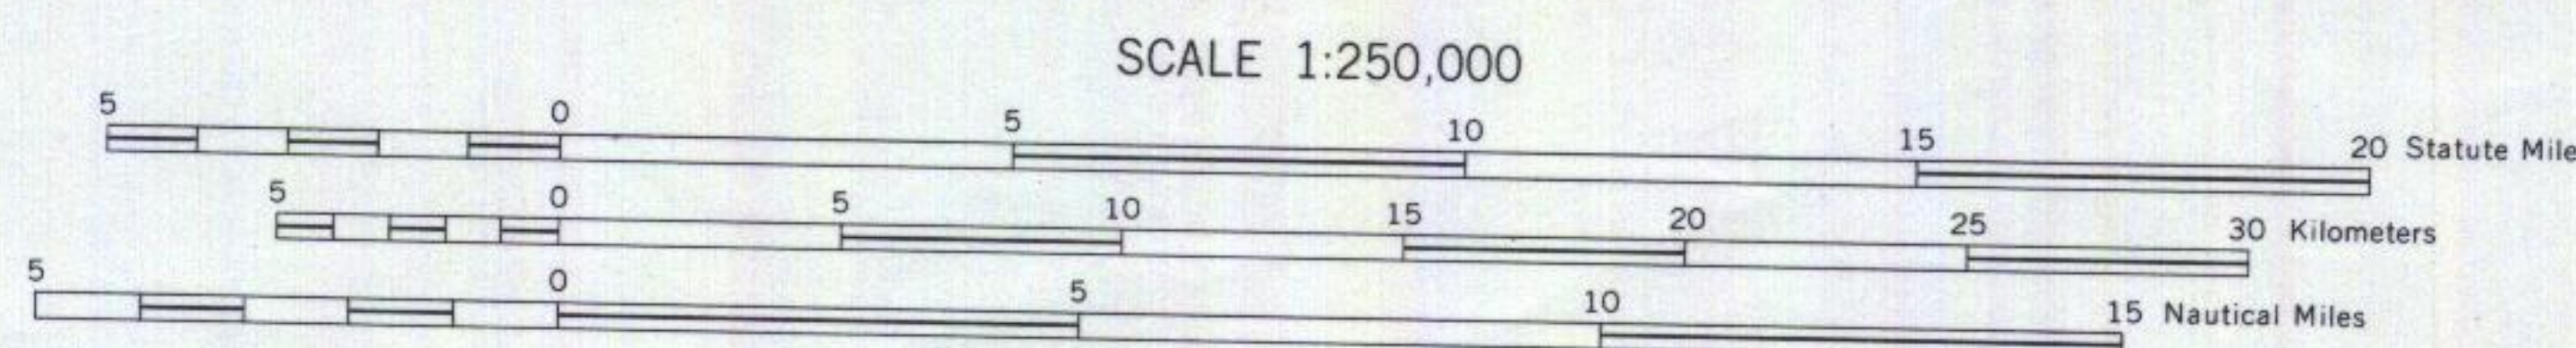 SCALE 1:250,000
5 0 5 10 15 20 Statute Mile
5 0 5 10 15 20 25 30 Kilometers
5 0 5 10 15 Nautical Miles